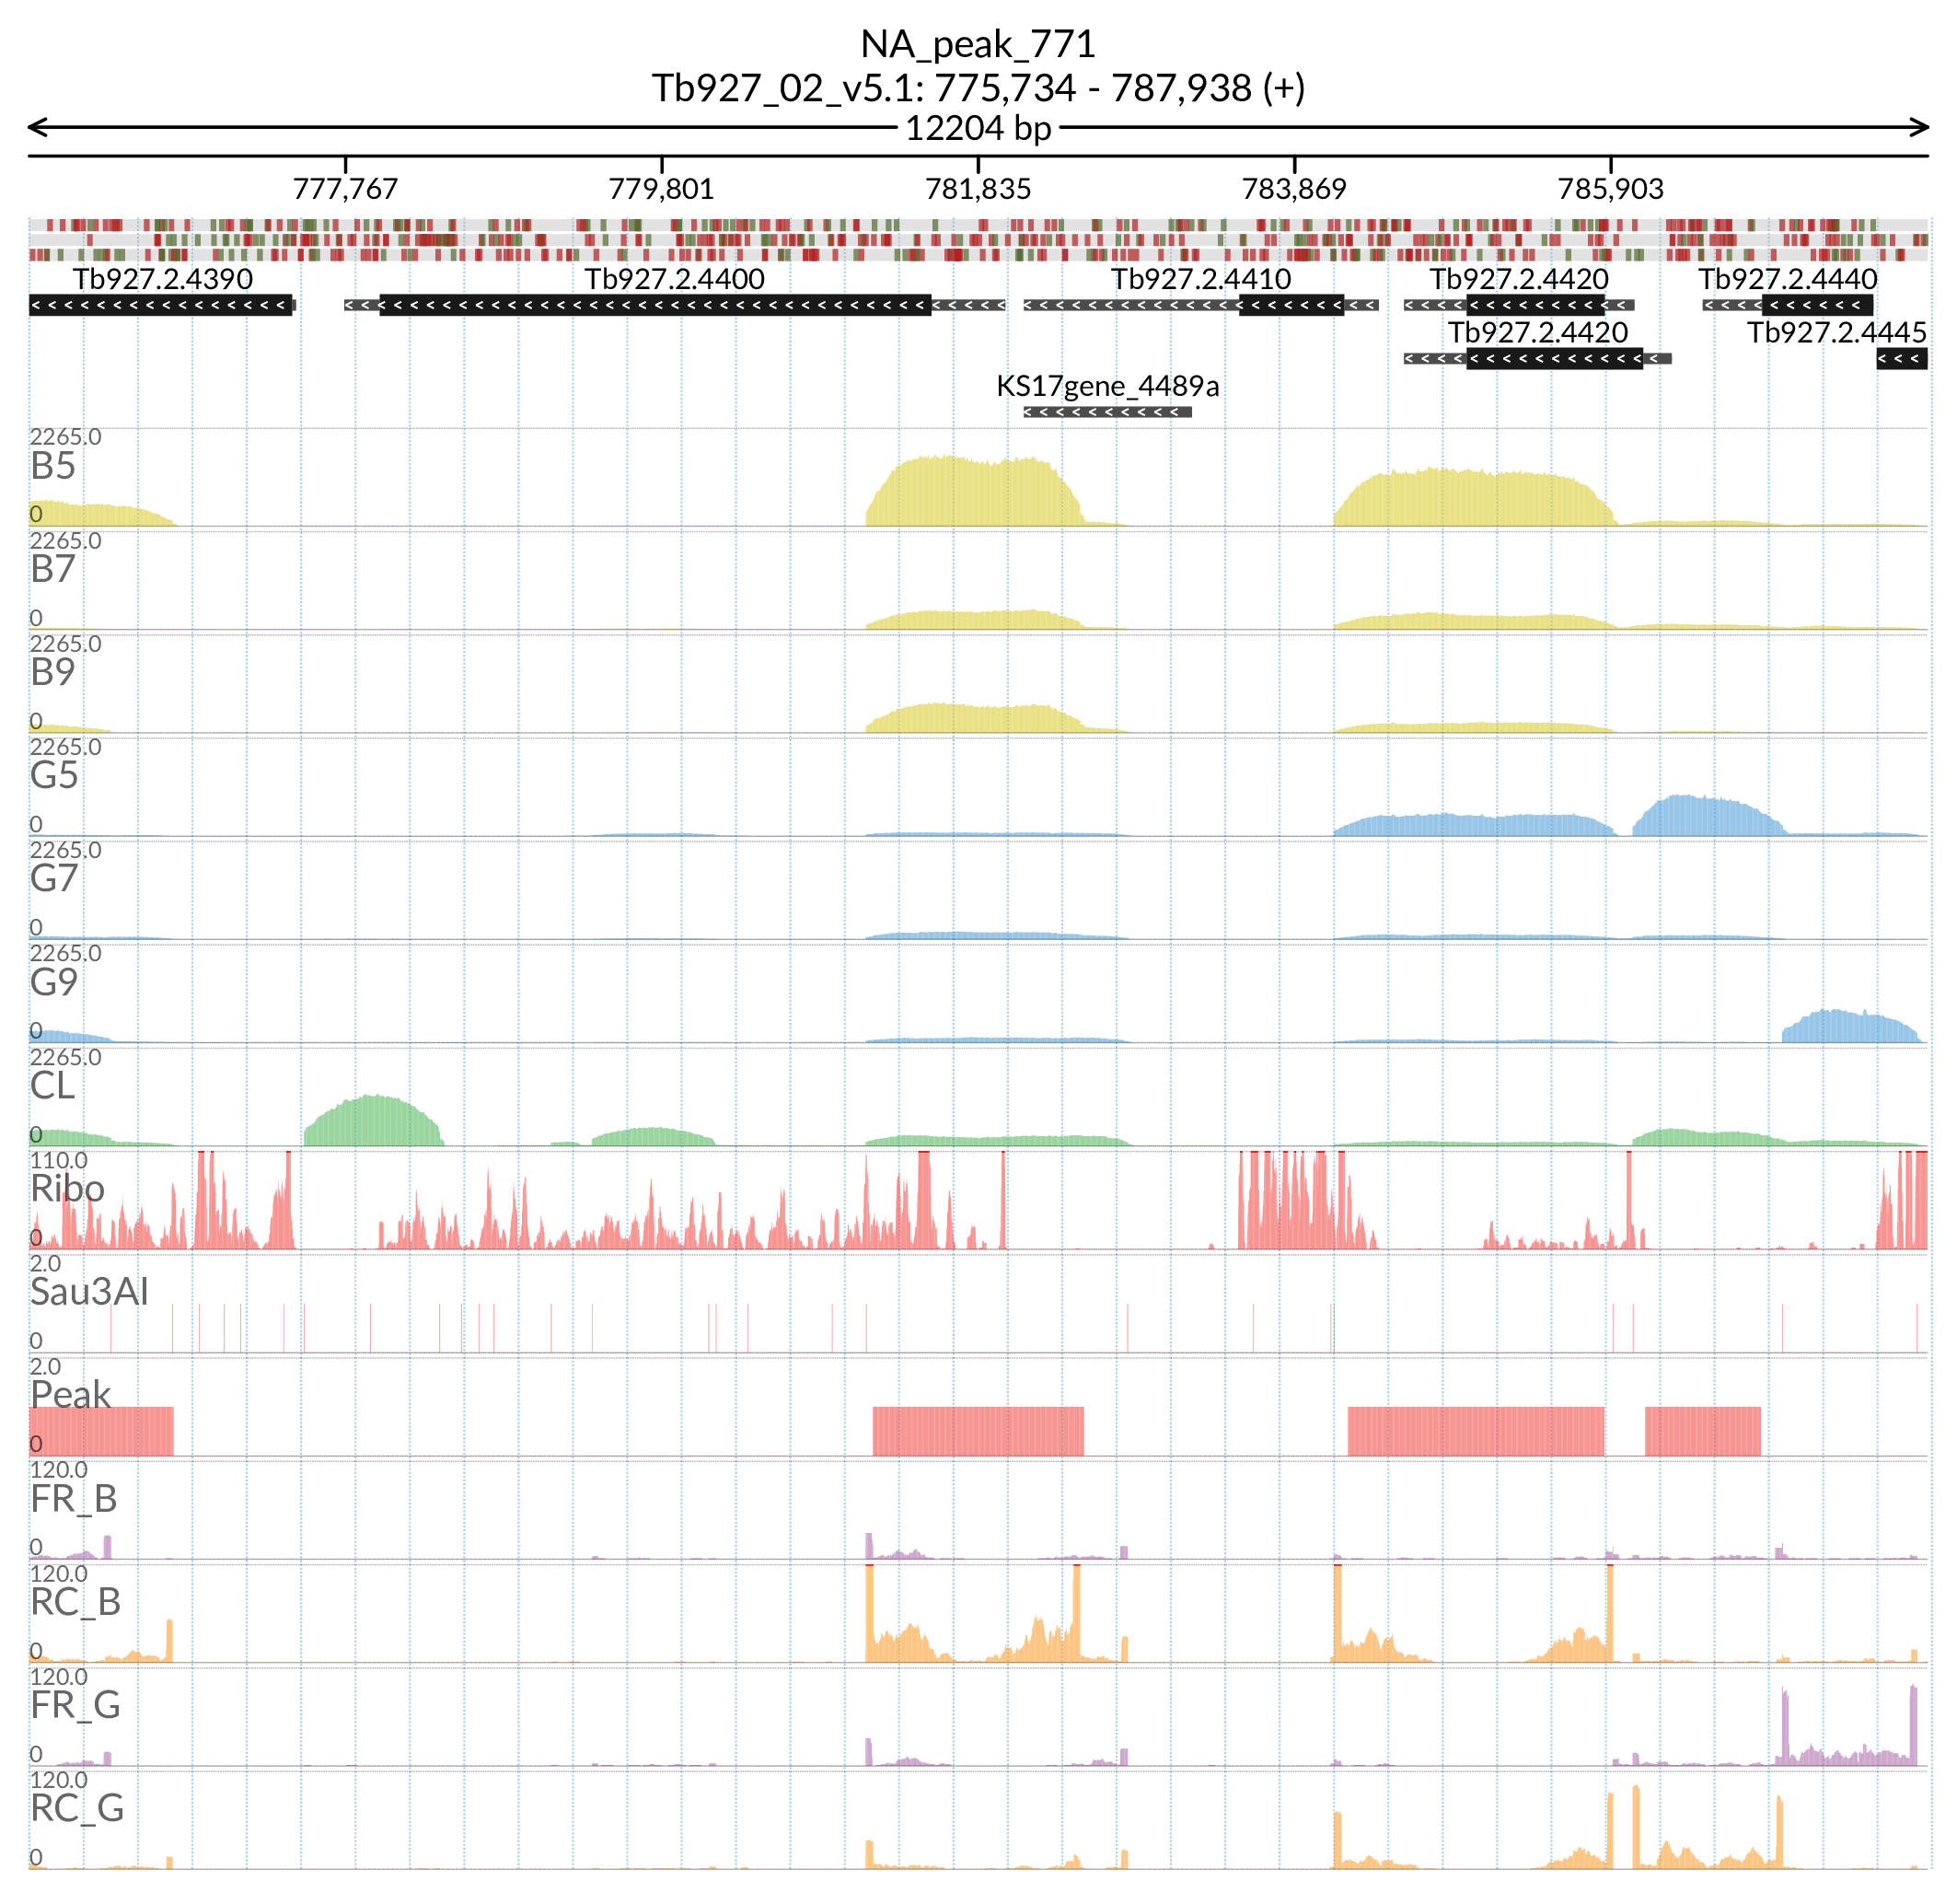 NA_peak_771
Tb927_02_v5.1: 775,734 - 787,938 (+)
12204 bp
777,767 779,801 781,835 783,869 785,903
Tb927.2.4390 Tb927.2.4400 Tb927.2.4410 Tb927.2.4420 Tb927.2.4440
Tb927.2.4420 Tb927.2.4445
KS17gene_4489a
2265.0
B5
0
2265.0
B7
0
2265.0
B9
0
2265.0
G5
0
2265.0
G7
0
2265.0
G9
0
2265.0
CL
0
110.0
Ribo
0
2.0
Sau3AI
0
2.0
Peak
0
120.0
FR_B
0
120.0
RC_B
0
120.0
FR_G
0
120.0
RC_G
0